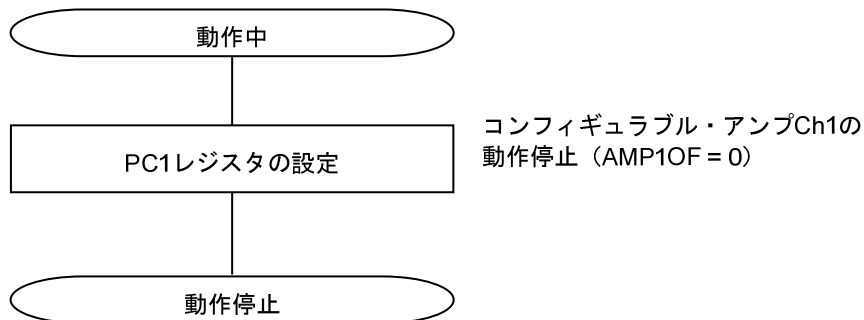 動作中
PC1レジスタの設定
コンフィギュラブル・アンプCh1の
動作停止（AMP1OF = 0）
動作停止